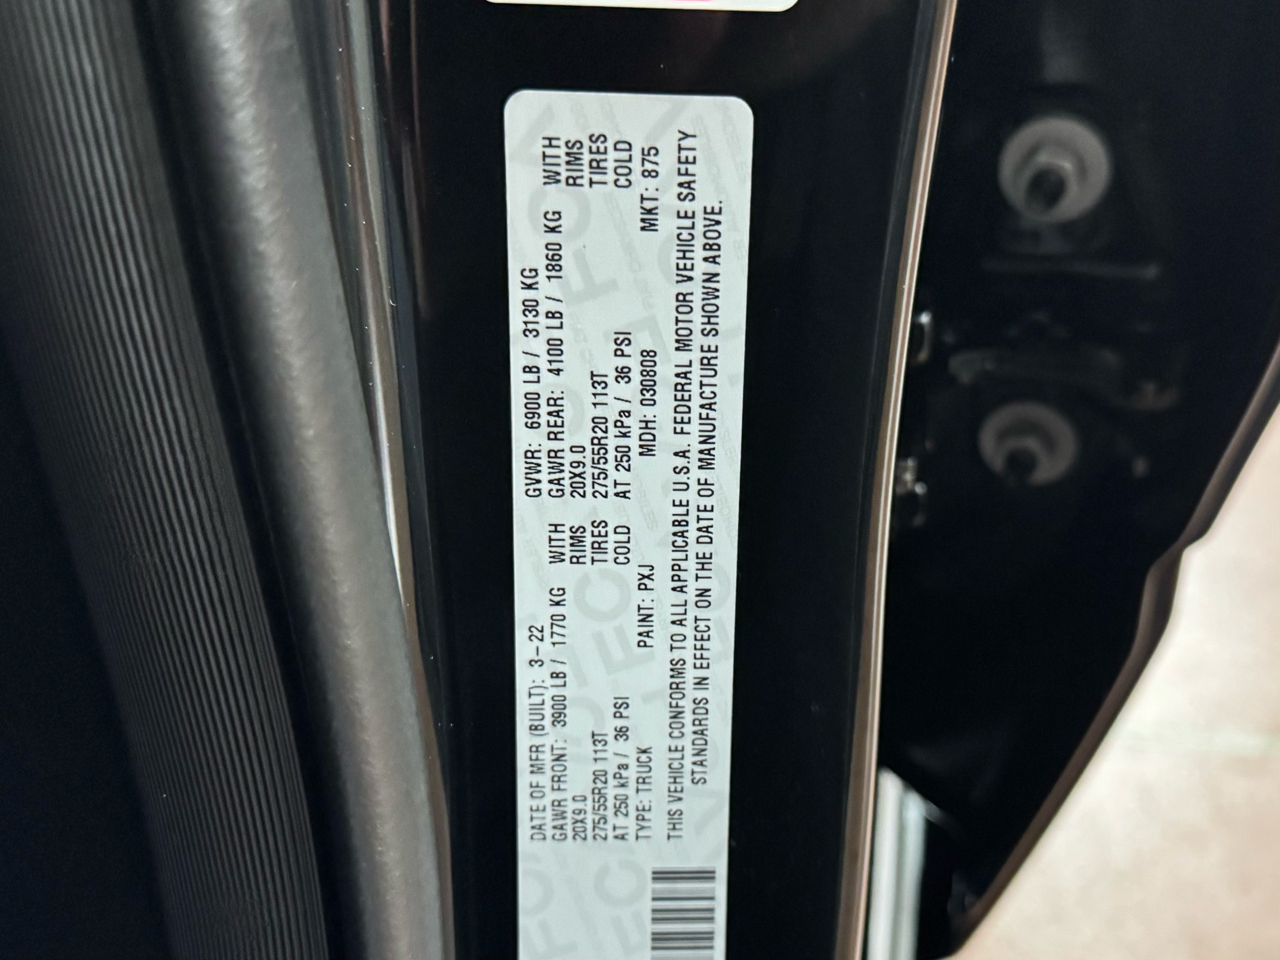 DATE OF MFR (BUILT): 3-22 GVWR: 6900 LB / 3130 KG
GAWR FRONT: 3900 LB / 1770 KG WITH GAWR REAR: 4100 LB / 1860 KG WITH
20X9.0 RIMS 20X9.0 RIMS
275/55R20 113T TIRES 275/55R20 113T TIRES
AT 250 kPa / 36 PSI COLD AT 250 kPa / 36 PSI COLD
TYPE: TRUCK PAINT: PXJ MDH: 030808 MKT: 875
THIS VEHICLE CONFORMS TO ALL APPLICABLE U.S.A. FEDERAL MOTOR VEHICLE SAFETY
STANDARDS IN EFFECT ON THE DATE OF MANUFACTURE SHOWN ABOVE.